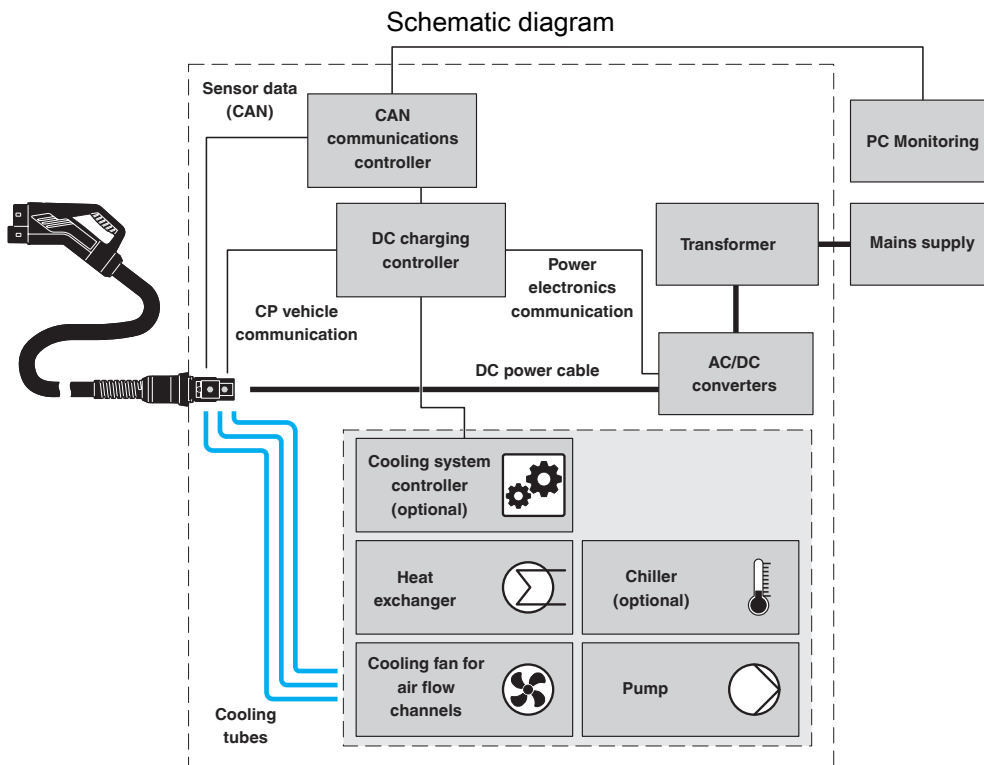 Schematic diagram
Sensor data
(CAN)
CAN
communications
controller
PC Monitoring
DC charging
controller
Transformer
Mains supply
Power
electronics
communication
CP vehicle
communication
DC power cable
AC/DC
converters
Cooling system
controller
(optional)
Heat
exchanger
Chiller
(optional)
Cooling fan for
air flow
channels
Pump
Cooling
tubes